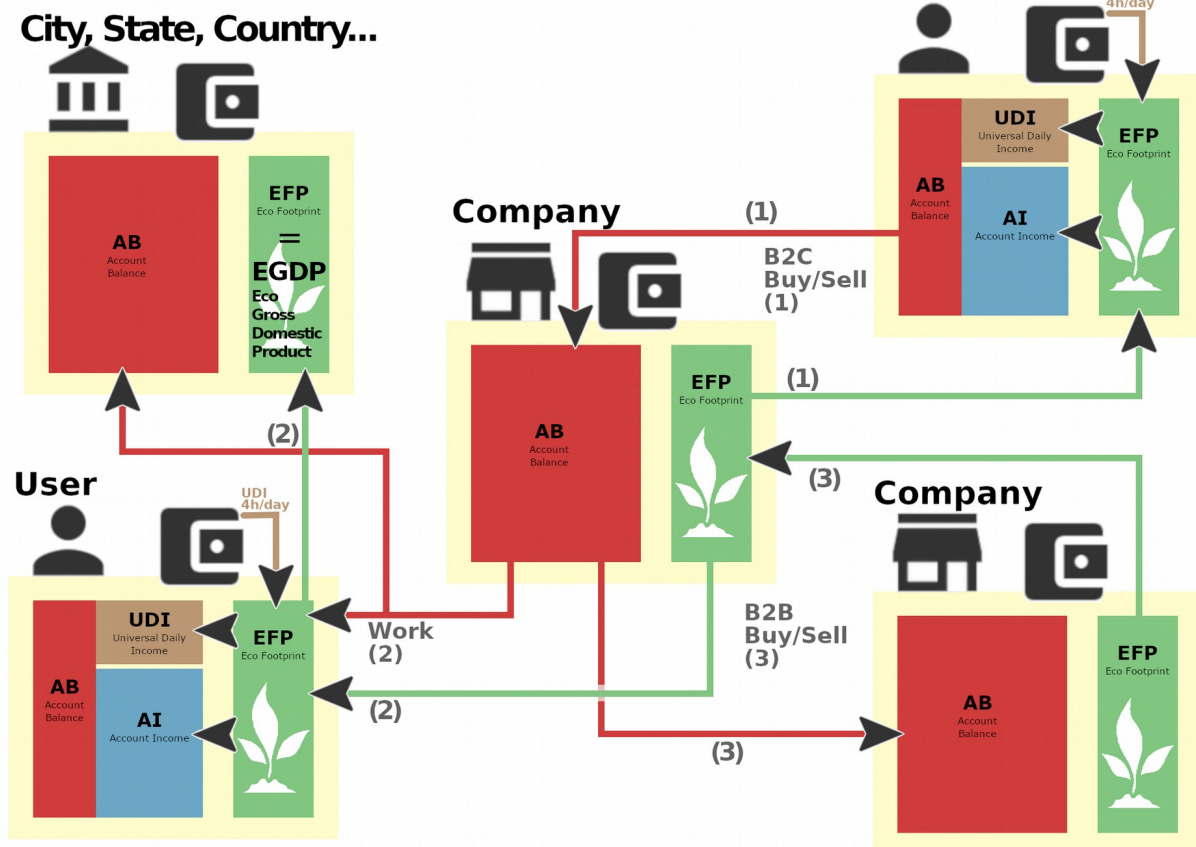 City, State, Country...
AB
Account
Balance
EFP
Eco Footprint
=
EGDP
Eco
Gross
Domestic
Product
(2)
User
UDI
4h/day
AB
Account
Balance
UDI
Universal Daily
Income
AI
Account Income
EFP
Eco Footprint
Work
(2)
(2)
Company
AB
Account
Balance
EFP
Eco Footprint
(1)
B2C
Buy/Sell
(1)
(1)
(3)
B2B
Buy/Sell
(3)
(3)
4h/day
AB
Account
Balance
UDI
Universal Daily
Income
AI
Account Income
EFP
Eco Footprint
Company
AB
Account
Balance
EFP
Eco Footprint